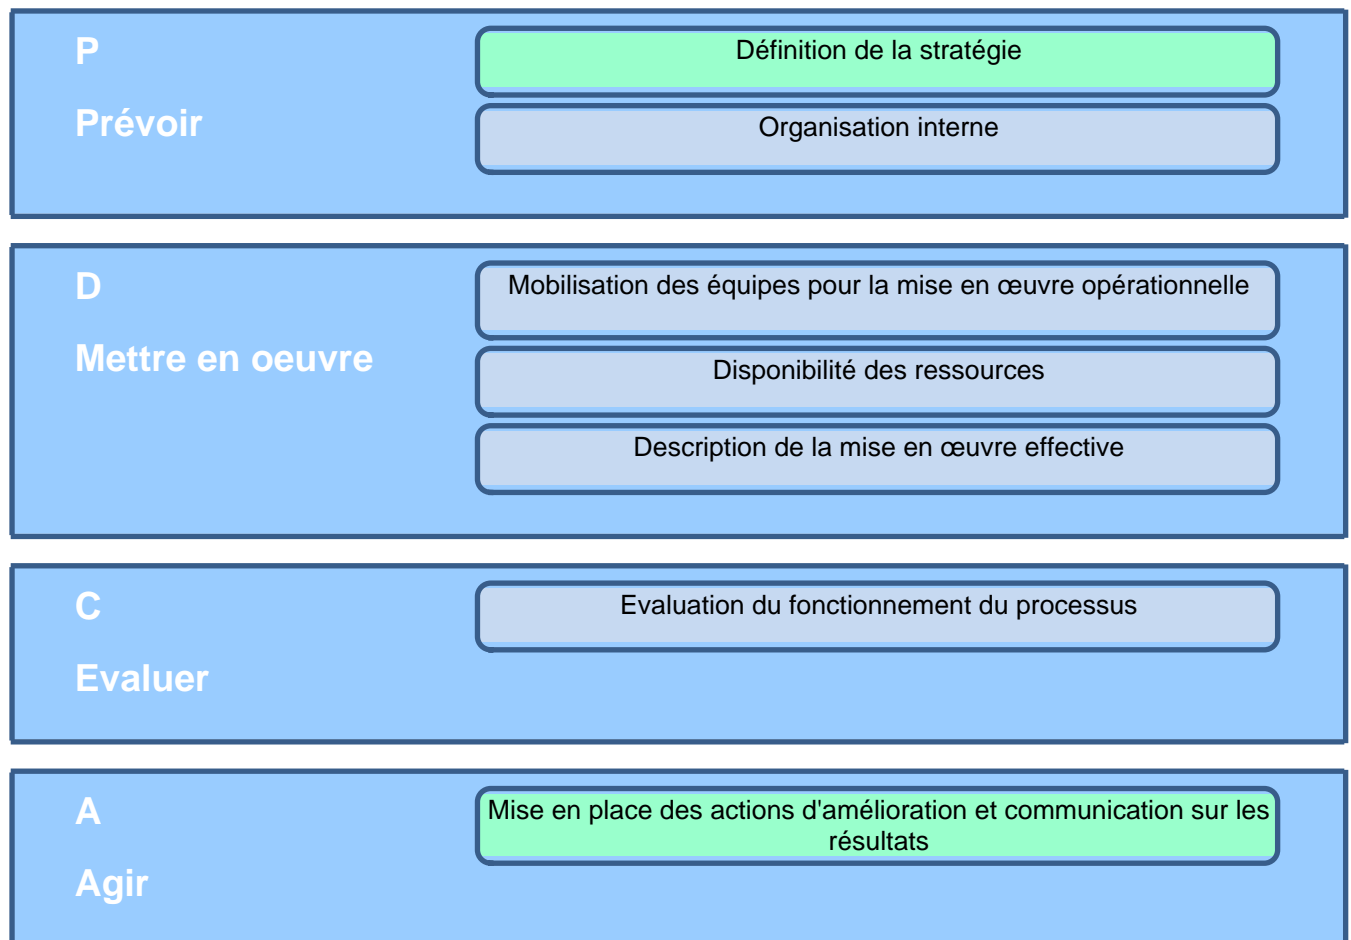 P
Prévoir
Définition de la stratégie
Organisation interne
D
Mettre en oeuvre
Mobilisation des équipes pour la mise en œuvre opérationnelle
Disponibilité des ressources
Description de la mise en œuvre effective
C
Evaluer
Evaluation du fonctionnement du processus
A
Agir
Mise en place des actions d'amélioration et communication sur les
résultats